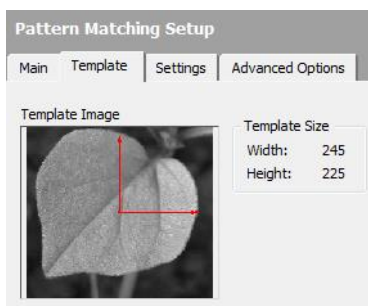 Pattern Matching Setup
Main Template Settings Advanced Options
Template Image
Template Size
Width: 245
Height: 225